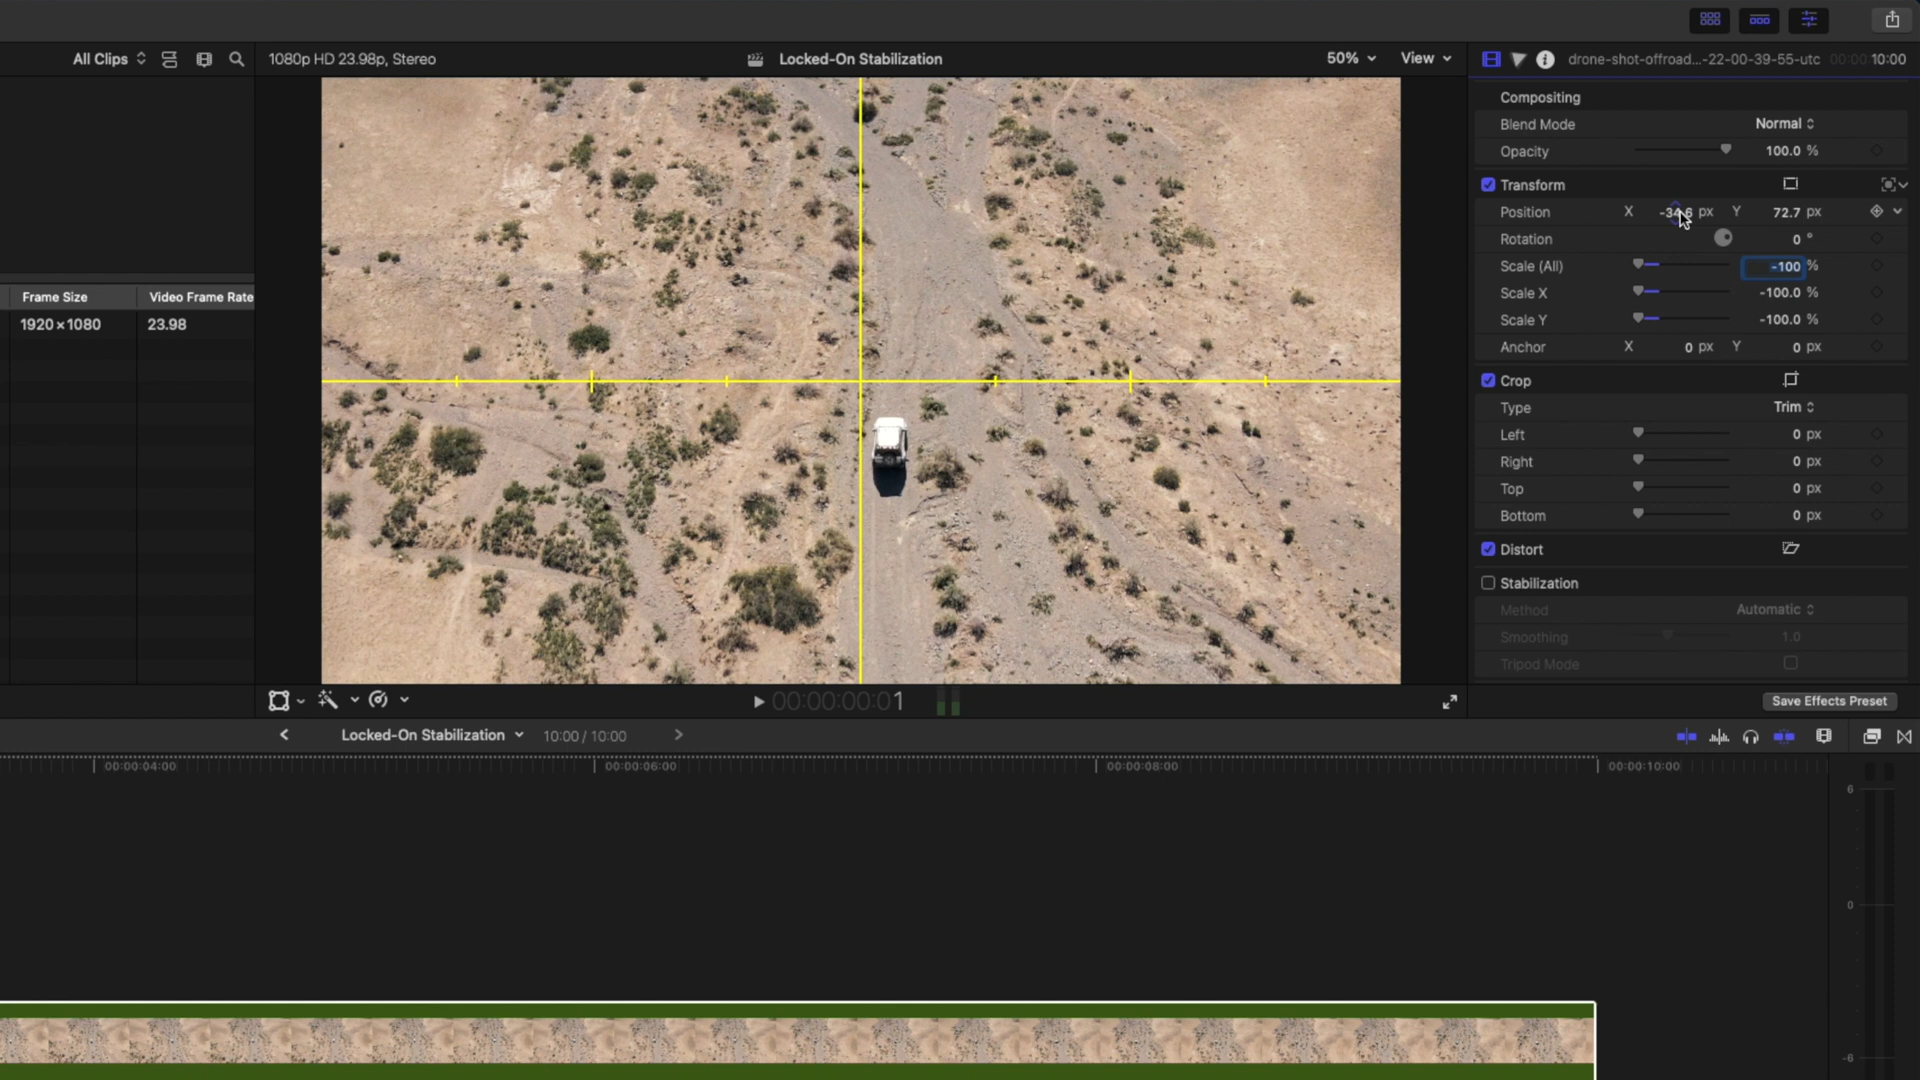 All Clips
1080p HD 23.98p, Stereo
Locked-On Stabilization
50%
View
drone-shot-offroad...-22-00-39-55-utc
00:00:10:00
Frame Size
Video Frame Rate
1920×1080
23.98
Compositing
Blend Mode Normal
Opacity 100.0 %
Transform
Position X -34.6 px Y 72.7 px
Rotation 0 °
Scale (All) -100 %
Scale X -100.0 %
Scale Y -100.0 %
Anchor X 0 px Y 0 px
Crop
Type Trim
Left 0 px
Right 0 px
Top 0 px
Bottom 0 px
Distort
Stabilization
Method Automatic
Smoothing 1.0
Tripod Mode
00:00:00:01
Save Effects Preset
Locked-On Stabilization
10:00 / 10:00
00:00:04:00
00:00:06:00
00:00:08:00
00:00:10:00
6
0
-6